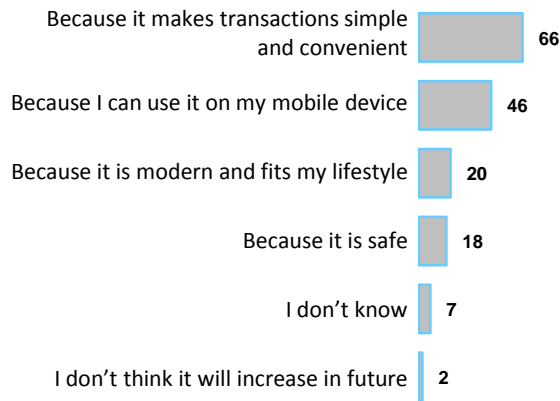 Because it makes transactions simple
and convenient
66
Because I can use it on my mobile device
46
Because it is modern and fits my lifestyle
20
Because it is safe
18
I don’t know
7
I don’t think it will increase in future
2